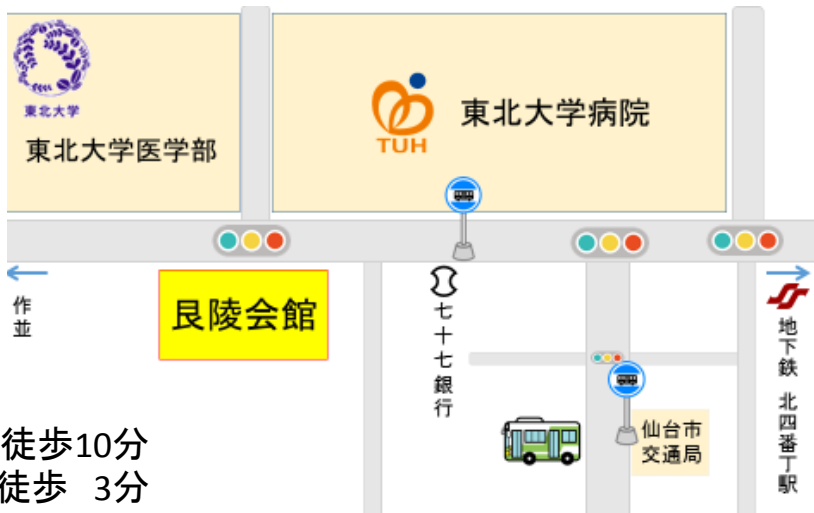 東北大学
東北大学医学部
TUH
東北大学病院
作並
艮陵会館
七十七銀行
地下鉄 北四番丁駅
仙台市
交通局
徒歩10分
徒歩 3分